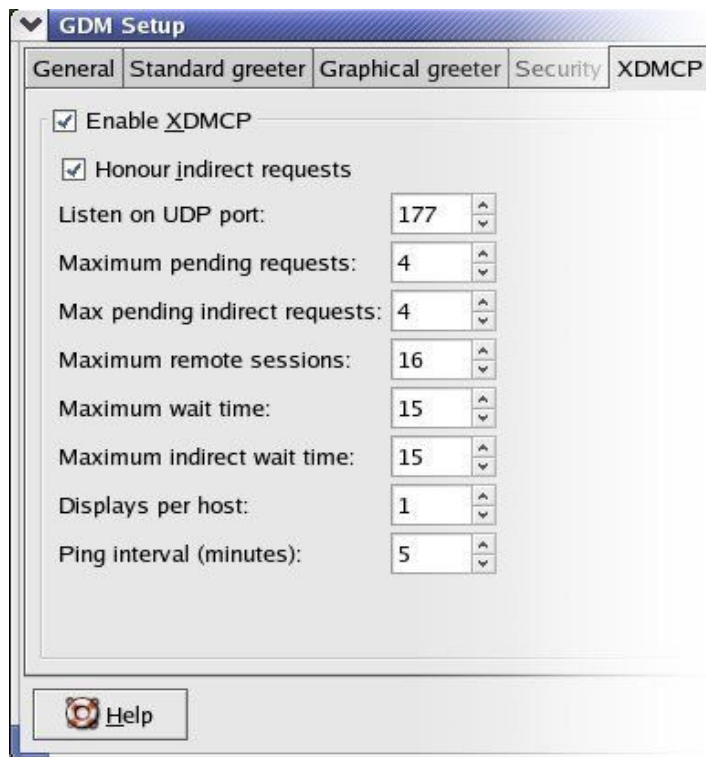 GDM Setup
General Standard greeter Graphical greeter Security XDMCP
Enable XDMCP
Honour indirect requests
Listen on UDP port: 177
Maximum pending requests: 4
Max pending indirect requests: 4
Maximum remote sessions: 16
Maximum wait time: 15
Maximum indirect wait time: 15
Displays per host: 1
Ping interval (minutes): 5
Help